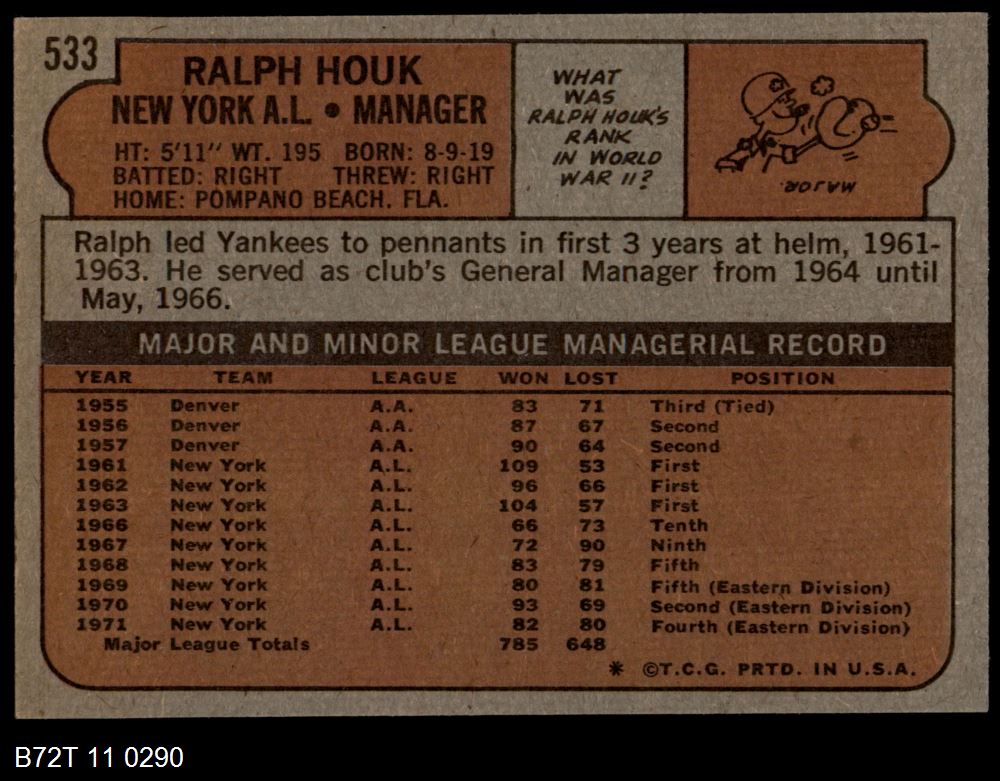 533
RALPH HOUK
NEW YORK A.L. • MANAGER
HT: 5'11" WT. 195 BORN: 8-9-19
BATTED: RIGHT THREW: RIGHT
HOME: POMPANO BEACH, FLA.
WHAT
WAS
RALPH HOUK'S
RANK
IN WORLD
WAR II?
MAJOR
Ralph led Yankees to pennants in first 3 years at helm, 1961-
1963. He served as club's General Manager from 1964 until
May, 1966.
MAJOR AND MINOR LEAGUE MANAGERIAL RECORD
YEAR TEAM LEAGUE WON LOST POSITION
1955 Denver A.A. 83 71 Third (Tied)
1956 Denver A.A. 87 67 Second
1957 Denver A.A. 90 64 Second
1961 New York A.L. 109 53 First
1962 New York A.L. 96 66 First
1963 New York A.L. 104 57 First
1966 New York A.L. 66 73 Tenth
1967 New York A.L. 72 90 Ninth
1968 New York A.L. 83 79 Fifth
1969 New York A.L. 80 81 Fifth (Eastern Division)
1970 New York A.L. 93 69 Second (Eastern Division)
1971 New York A.L. 82 80 Fourth (Eastern Division)
Major League Totals 785 648
* ©T.C.G. PRTD. IN U.S.A.
B72T 11 0290